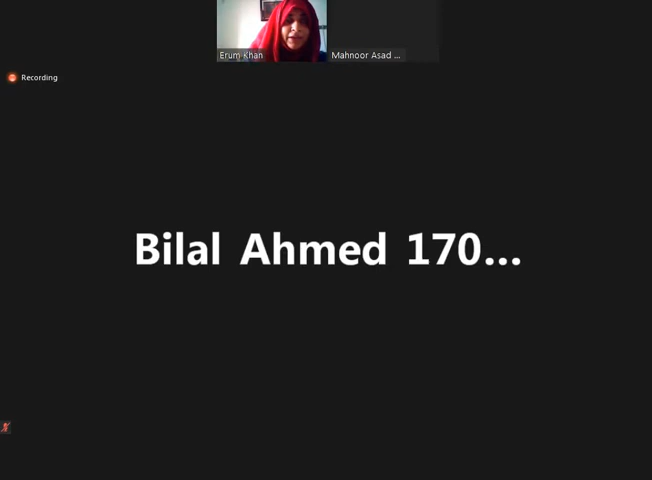 Erum Khan
Mahnoor Asad ...
Recording
Bilal Ahmed 170...